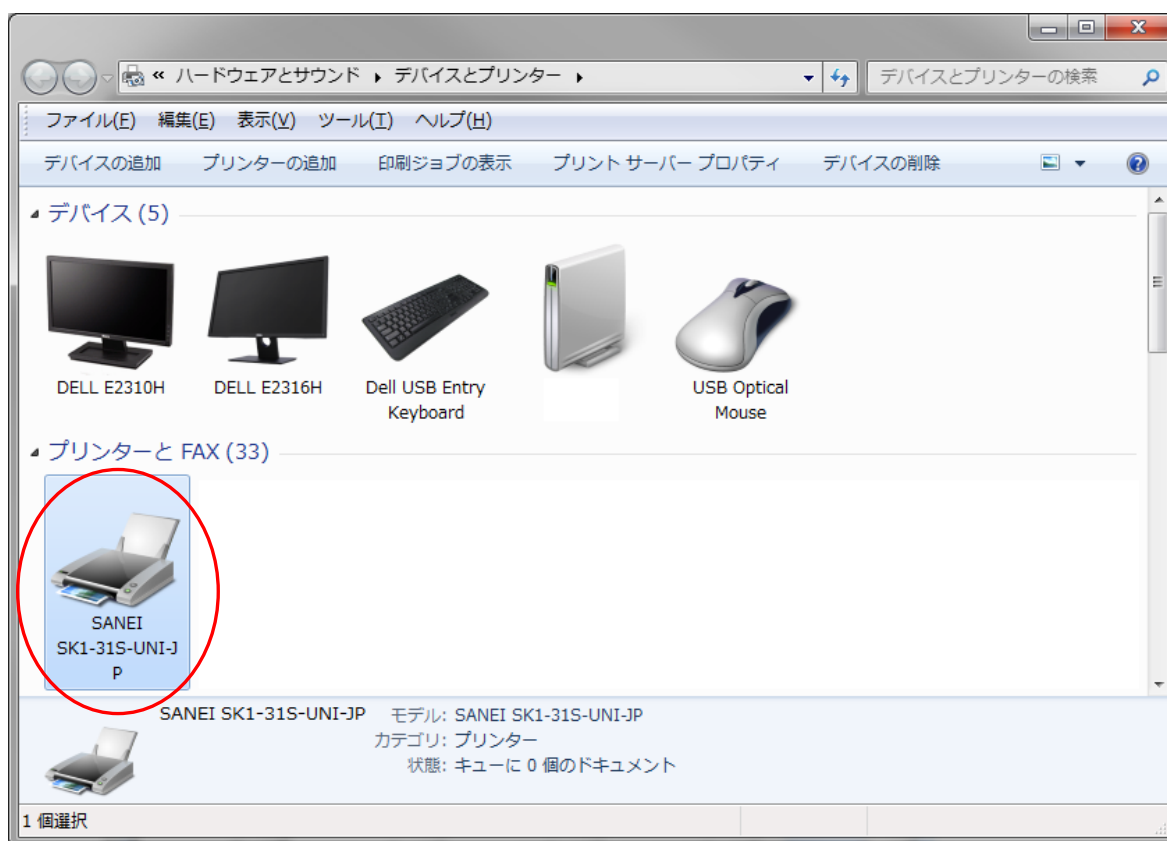 « ハードウェアとサウンド ▸ デバイスとプリンター ▸ デバイスとプリンターの検索
ファイル(F) 編集(E) 表示(V) ツール(T) ヘルプ(H)
デバイスの追加 プリンターの追加 印刷ジョブの表示 プリント サーバー プロパティ デバイスの削除
デバイス (5)
DELL E2310H
DELL E2316H
Dell USB Entry
Keyboard
USB Optical
Mouse
プリンターと FAX (33)
SANEI
SK1-31S-UNI-J
P
SANEI SK1-31S-UNI-JP モデル: SANEI SK1-31S-UNI-JP
カテゴリ: プリンター
状態: キューに 0 個のドキュメント
1 個選択